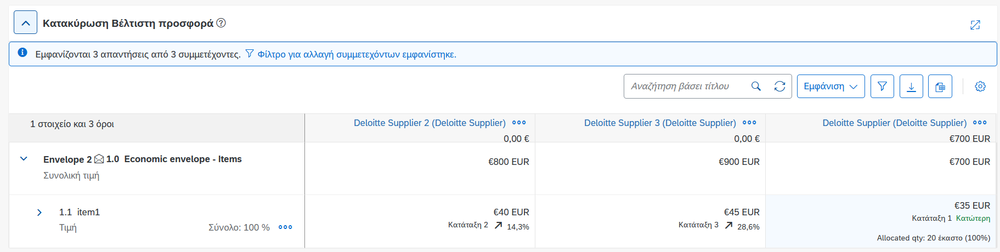 Κατακύρωση Βέλτιστη προσφορά
Εμφανίζονται 3 απαντήσεις από 3 συμμετέχοντες. Φίλτρο για αλλαγή συμμετεχόντων εμφανίστηκε.
Αναζήτηση βάσει τίτλου Εμφάνιση
1 στοιχείο και 3 όροι Deloitte Supplier 2 (Deloitte Supplier) Deloitte Supplier 3 (Deloitte Supplier) Deloitte Supplier (Deloitte Supplier)
0,00 € 0,00 € €700 EUR
Envelope 2 1.0 Economic envelope - Items €800 EUR €900 EUR €700 EUR
Συνολική τιμή
1.1 item1 €40 EUR €45 EUR €35 EUR
Τιμή Σύνολο: 100 % Κατάταξη 2 14,3% Κατάταξη 3 28,6% Κατάταξη 1 Κατώτερη
Allocated qty: 20 έκαστο (100%)